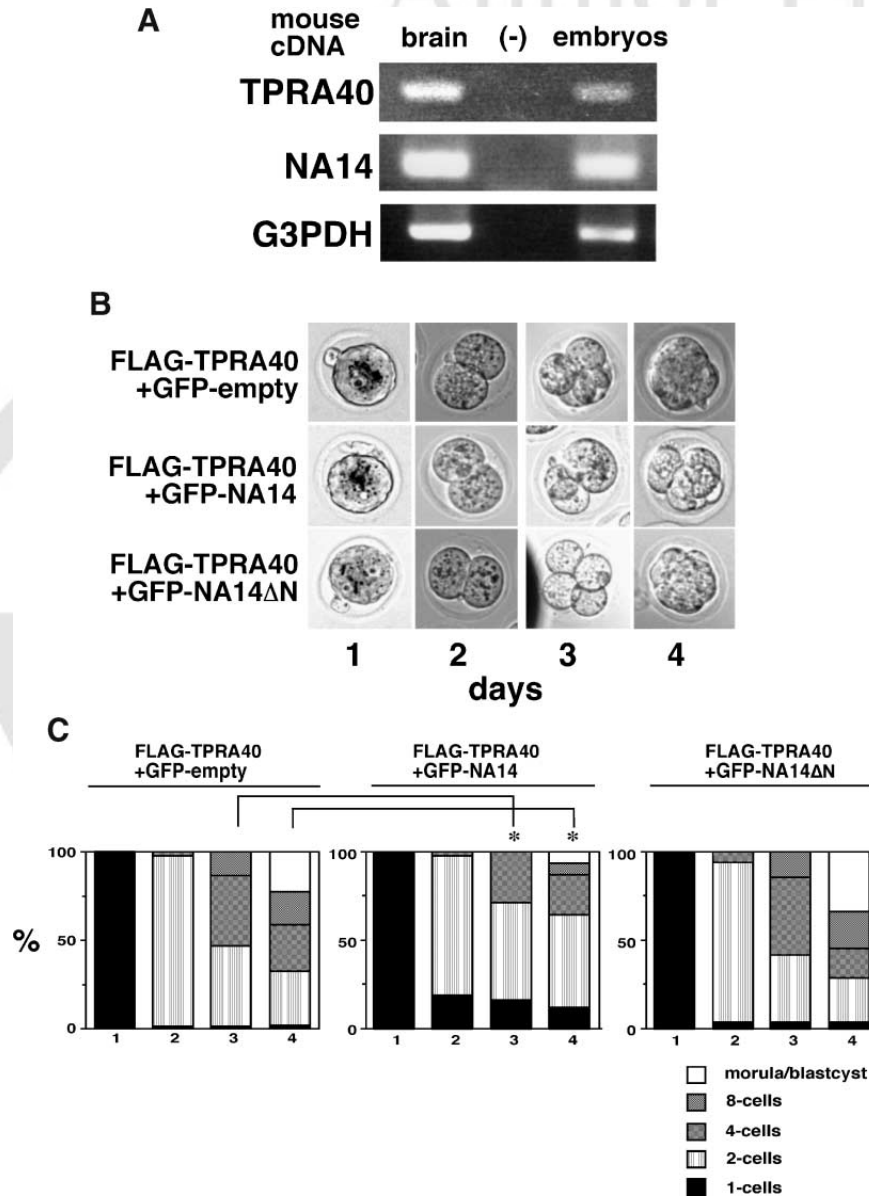 A
mouse
cDNA
brain (-) embryos
TPRA40
NA14
G3PDH
B
FLAG-TPRA40
+GFP-empty
FLAG-TPRA40
+GFP-NA14
FLAG-TPRA40
+GFP-NA14ΔN
1 2 3 4
days
C
FLAG-TPRA40
+GFP-empty
FLAG-TPRA40
+GFP-NA14
FLAG-TPRA40
+GFP-NA14ΔN
* *
100
50
0
%
1 2 3 4
100
50
0
1 2 3 4
100
50
0
1 2 3 4
morula/blastcyst
8-cells
4-cells
2-cells
1-cells